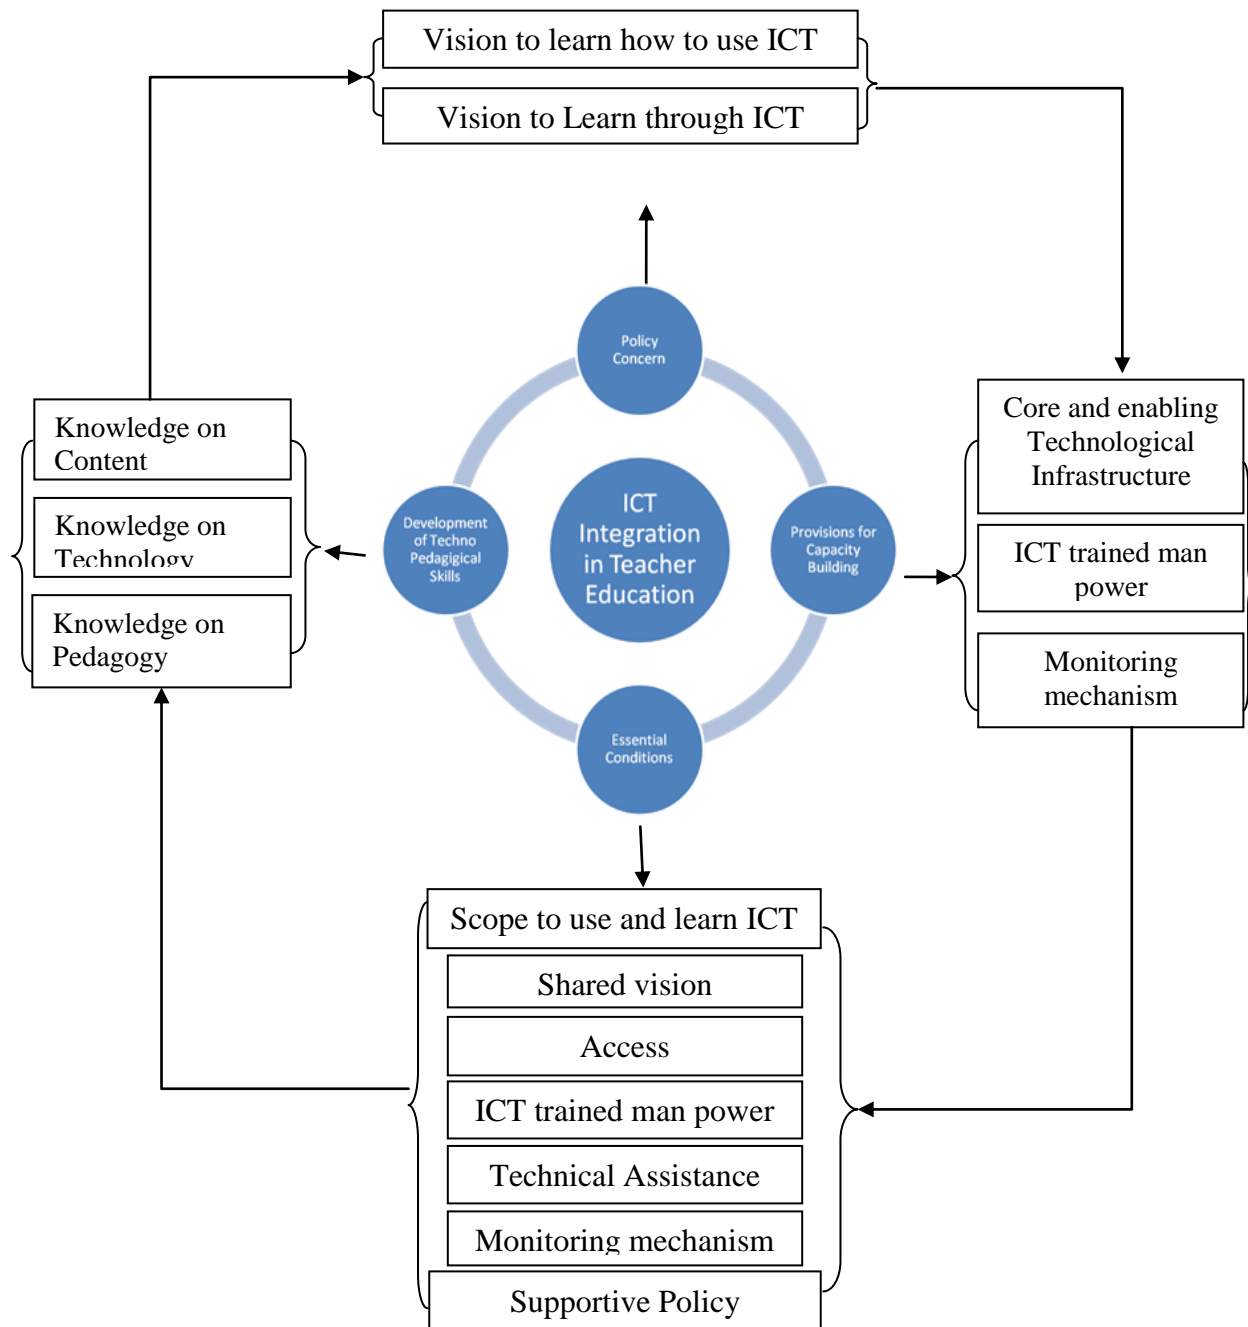 Vision to learn how to use ICT
Vision to Learn through ICT
Policy
Concern
Knowledge on
Content
Knowledge on
Technology
Knowledge on
Pedagogy
Development
of Techno
Pedagigical
Skills
ICT
Integration
in Teacher
Education
Provisions for
Capacity
Building
Core and enabling
Technological
Infrastructure
ICT trained man
power
Monitoring
mechanism
Essential
Conditions
Scope to use and learn ICT
Shared vision
Access
ICT trained man power
Technical Assistance
Monitoring mechanism
Supportive Policy